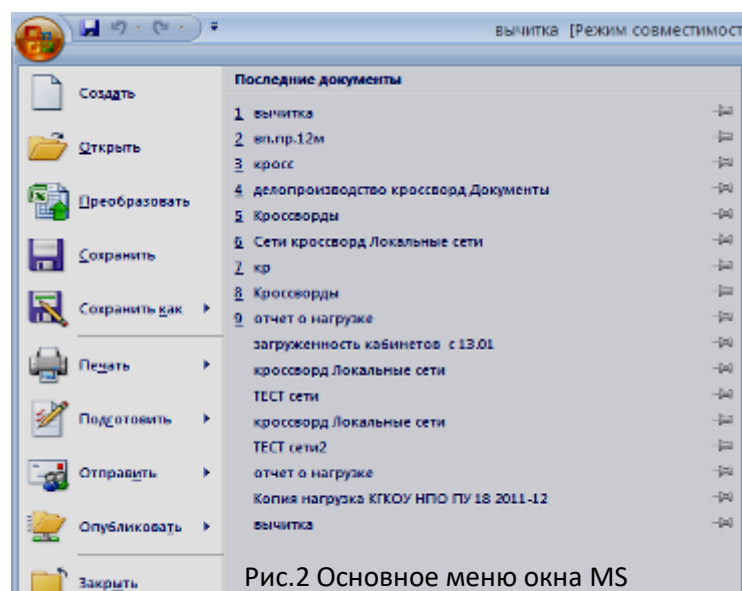 вычитка [Режим совместимост
Создать
Открыть
Преобразовать
Сохранить
Сохранить как
Печать
Подготовить
Отправить
Опубликовать
Закрыть
Последние документы
1 вычитка
2 вп.пр.12м
3 кросс
4 делопроизводство кроссворд Документы
5 Кроссворды
6 Сети кроссворд Локальные сети
7 кр
8 Кроссворды
9 отчет о нагрузке
загруженность кабинетов с 13.01
кроссворд Локальные сети
ТЕСТ сети
кроссворд Локальные сети
ТЕСТ сети2
отчет о нагрузке
Копия нагрузка КГКОУ НПО ПУ 18 2011-12
вычитка
Рис.2 Основное меню окна MS